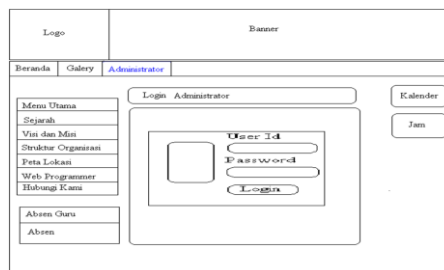 Logo
Banner
Beranda Galery Administrator
Login Administrator
Kalender
Jam
Menu Utama
Sejarah
Visi dan Misi
Struktur Organisasi
Peta Lokasi
Web Programmer
Hubungi Kami
Absen Guru
Absen
User Id
Password
Login